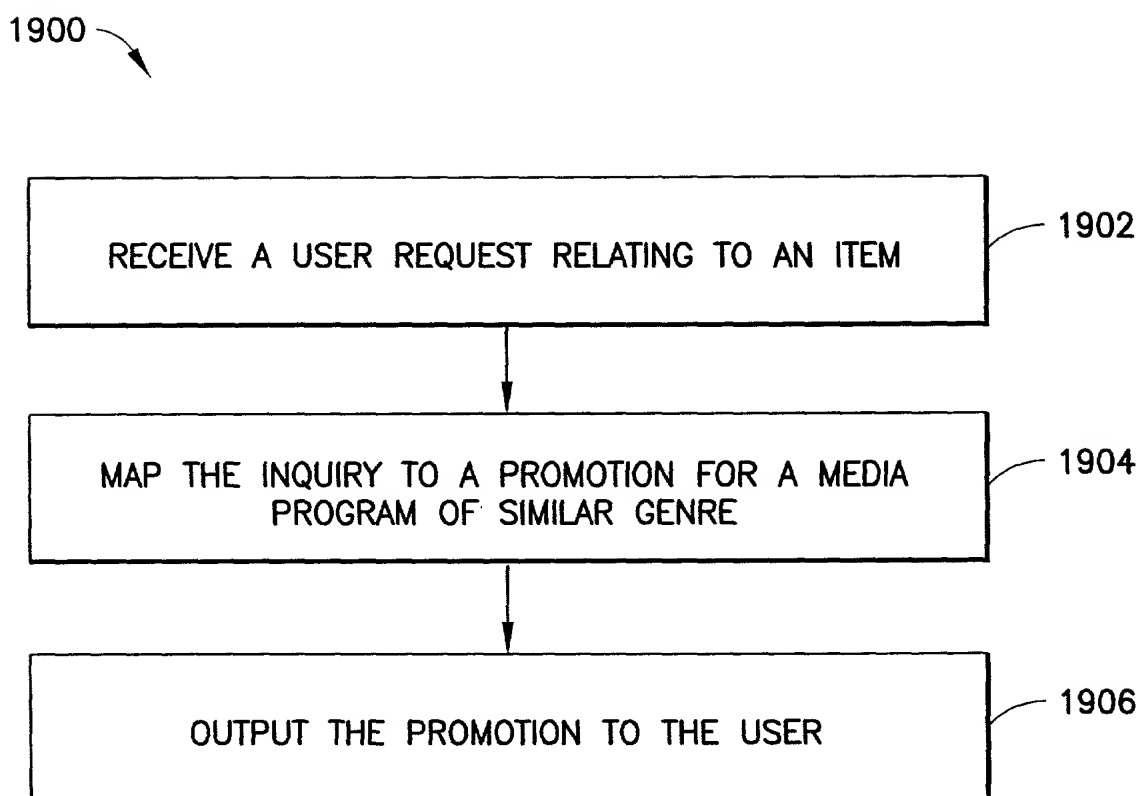 1900
RECEIVE A USER REQUEST RELATING TO AN ITEM
1902
MAP THE INQUIRY TO A PROMOTION FOR A MEDIA
PROGRAM OF SIMILAR GENRE
1904
OUTPUT THE PROMOTION TO THE USER
1906